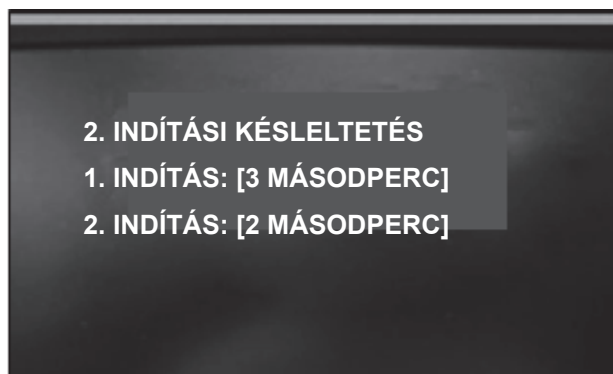 2. INDÍTÁSI KÉSLELTETÉS
1. INDÍTÁS: [3 MÁSODPERC]
2. INDÍTÁS: [2 MÁSODPERC]